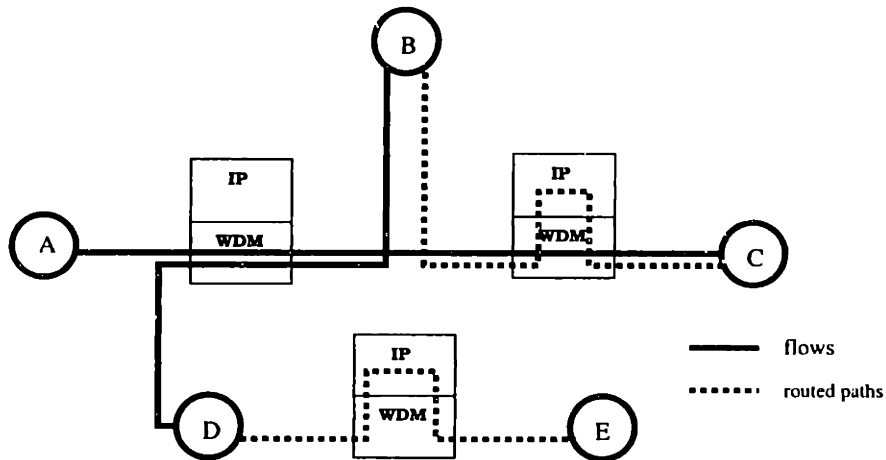 B
IP
IP
A
WDM
WDM
C
IP
flows
WDM
routed paths
D
E